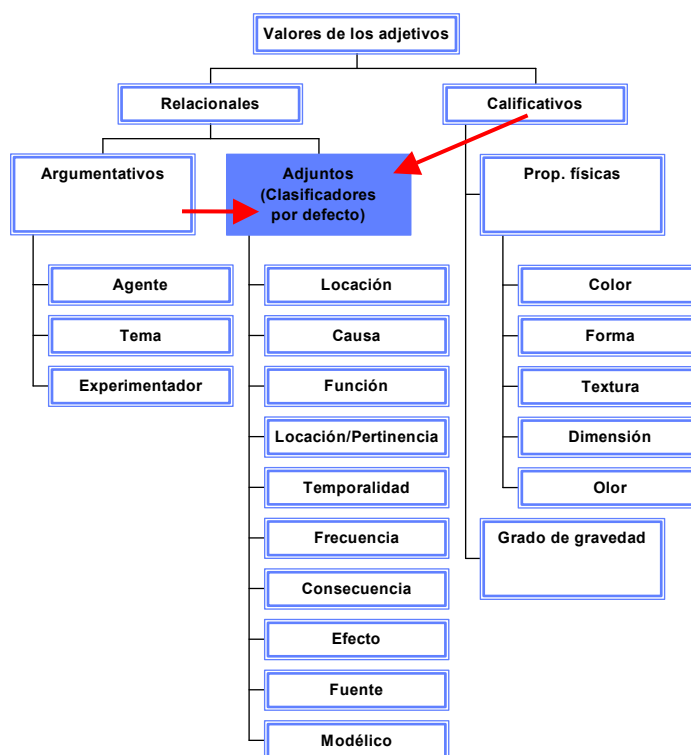 Valores de los adjetivos
Relacionales
Calificativos
Argumentativos
Adjuntos
(Clasificadores
por defecto)
Prop. físicas
Agente
Tema
Experimentador
Locación
Causa
Función
Locación/Pertinencia
Temporalidad
Frecuencia
Consecuencia
Efecto
Fuente
Modélico
Color
Forma
Textura
Dimensión
Olor
Grado de gravedad